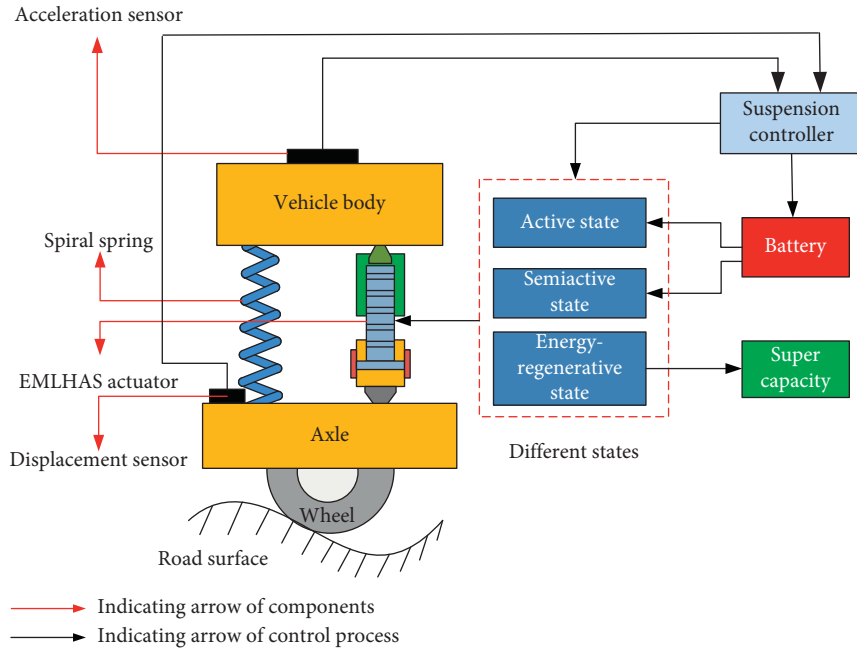 Acceleration sensor
Suspension
controller
Vehicle body
Active state
Spiral spring
Battery
Semiactive
state
Energy-
regenerative
state
Super
capacity
EMLHAS actuator
Axle
Different states
Displacement sensor
Wheel
Road surface
Indicating arrow of components
Indicating arrow of control process